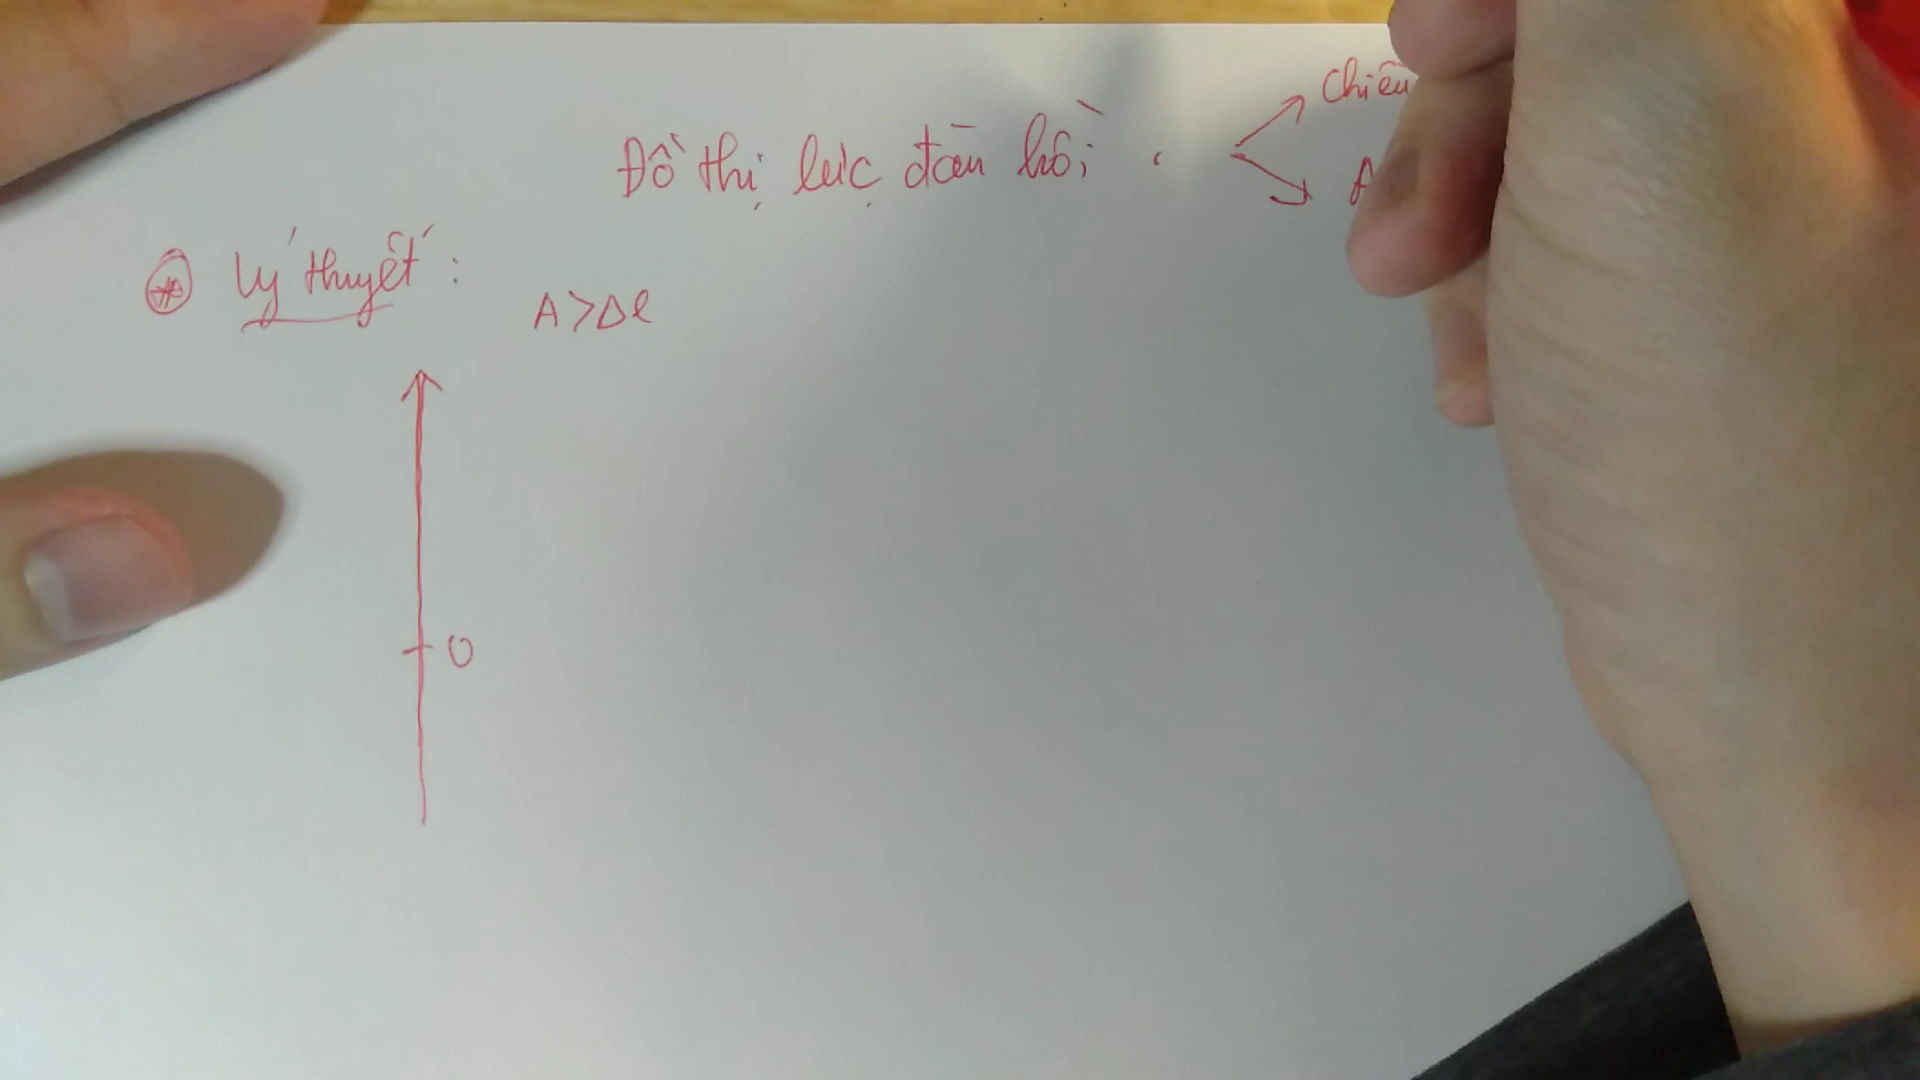 Chiều
Đồ thị lực đàn hồi
A
Lý thuyết :
A > Δl
O